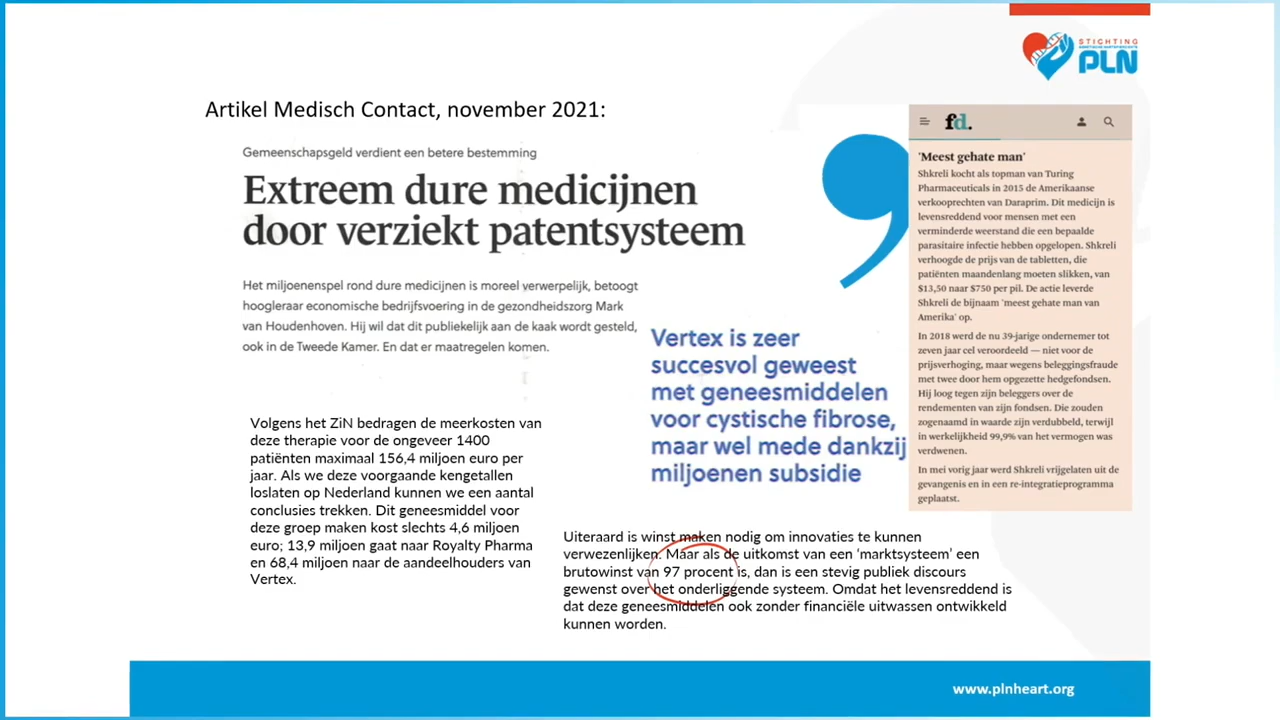 STICHTING
GENETISCHE HARTSPIERZIEKTE
PLN
Artikel Medisch Contact, november 2021:
Gemeenschapsgeld verdient een betere bestemming
Extreem dure medicijnen
door verziekt patentsysteem
Het miljoenenspel rond dure medicijnen is moreel verwerpelijk, betoogt
hoogleraar economische bedrijfsvoering in de gezondheidszorg Mark
van Houdenhoven. Hij wil dat dit publiekelijk aan de kaak wordt gesteld,
ook in de Tweede Kamer. En dat er maatregelen komen.
Vertex is zeer
succesvol geweest
met geneesmiddelen
voor cystische fibrose,
maar wel mede dankzij
miljoenen subsidie
fd.
'Meest gehate man'
Shkreli kocht als topman van Turing
Pharmaceuticals in 2015 de Amerikaanse
verkooprechten van Daraprim. Dit medicijn is
levensreddend voor mensen met een
verminderde weerstand die een bepaalde
parasitaire infectie hebben opgelopen. Shkreli
verhoogde de prijs van de tabletten, die
patiënten maandenlang moeten slikken, van
$13,50 naar $750 per pil. De actie leverde
Shkreli de bijnaam 'meest gehate man van
Amerika' op.
In 2018 werd de nu 39-jarige ondernemer tot
zeven jaar cel veroordeeld — niet voor de
prijsverhoging, maar wegens beleggingsfraude
met twee door hem opgezette hedgefondsen.
Hij loog tegen zijn beleggers over de
rendementen van zijn fondsen. Die zouden
zogenaamd in waarde zijn verdubbeld, terwijl
in werkelijkheid 99,9% van het vermogen was
verdwenen.
In mei vorig jaar werd Shkreli vrijgelaten uit de
gevangenis en in een re-integratieprogramma
geplaatst.
Volgens het ZiN bedragen de meerkosten van
deze therapie voor de ongeveer 1400
patiënten maximaal 156,4 miljoen euro per
jaar. Als we deze voorgaande kengetallen
loslaten op Nederland kunnen we een aantal
conclusies trekken. Dit geneesmiddel voor
deze groep maken kost slechts 4,6 miljoen
euro; 13,9 miljoen gaat naar Royalty Pharma
en 68,4 miljoen naar de aandeelhouders van
Vertex.
Uiteraard is winst maken nodig om innovaties te kunnen
verwezenlijken. Maar als de uitkomst van een 'marktsysteem' een
brutowinst van 97 procent is, dan is een stevig publiek discours
gewenst over het onderliggende systeem. Omdat het levensreddend is
dat deze geneesmiddelen ook zonder financiële uitwassen ontwikkeld
kunnen worden.
www.plnheart.org